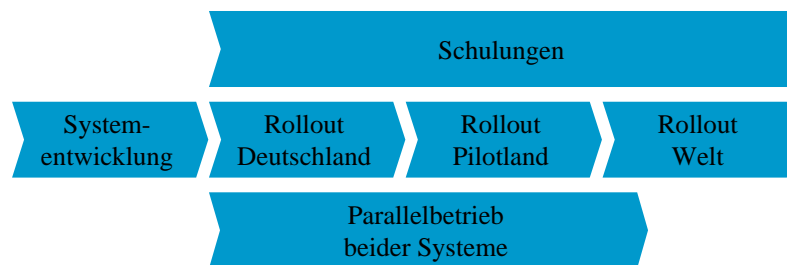 Schulungen
System-
entwicklung
Rollout
Deutschland
Rollout
Pilotland
Rollout
Welt
Parallelbetrieb
beider Systeme